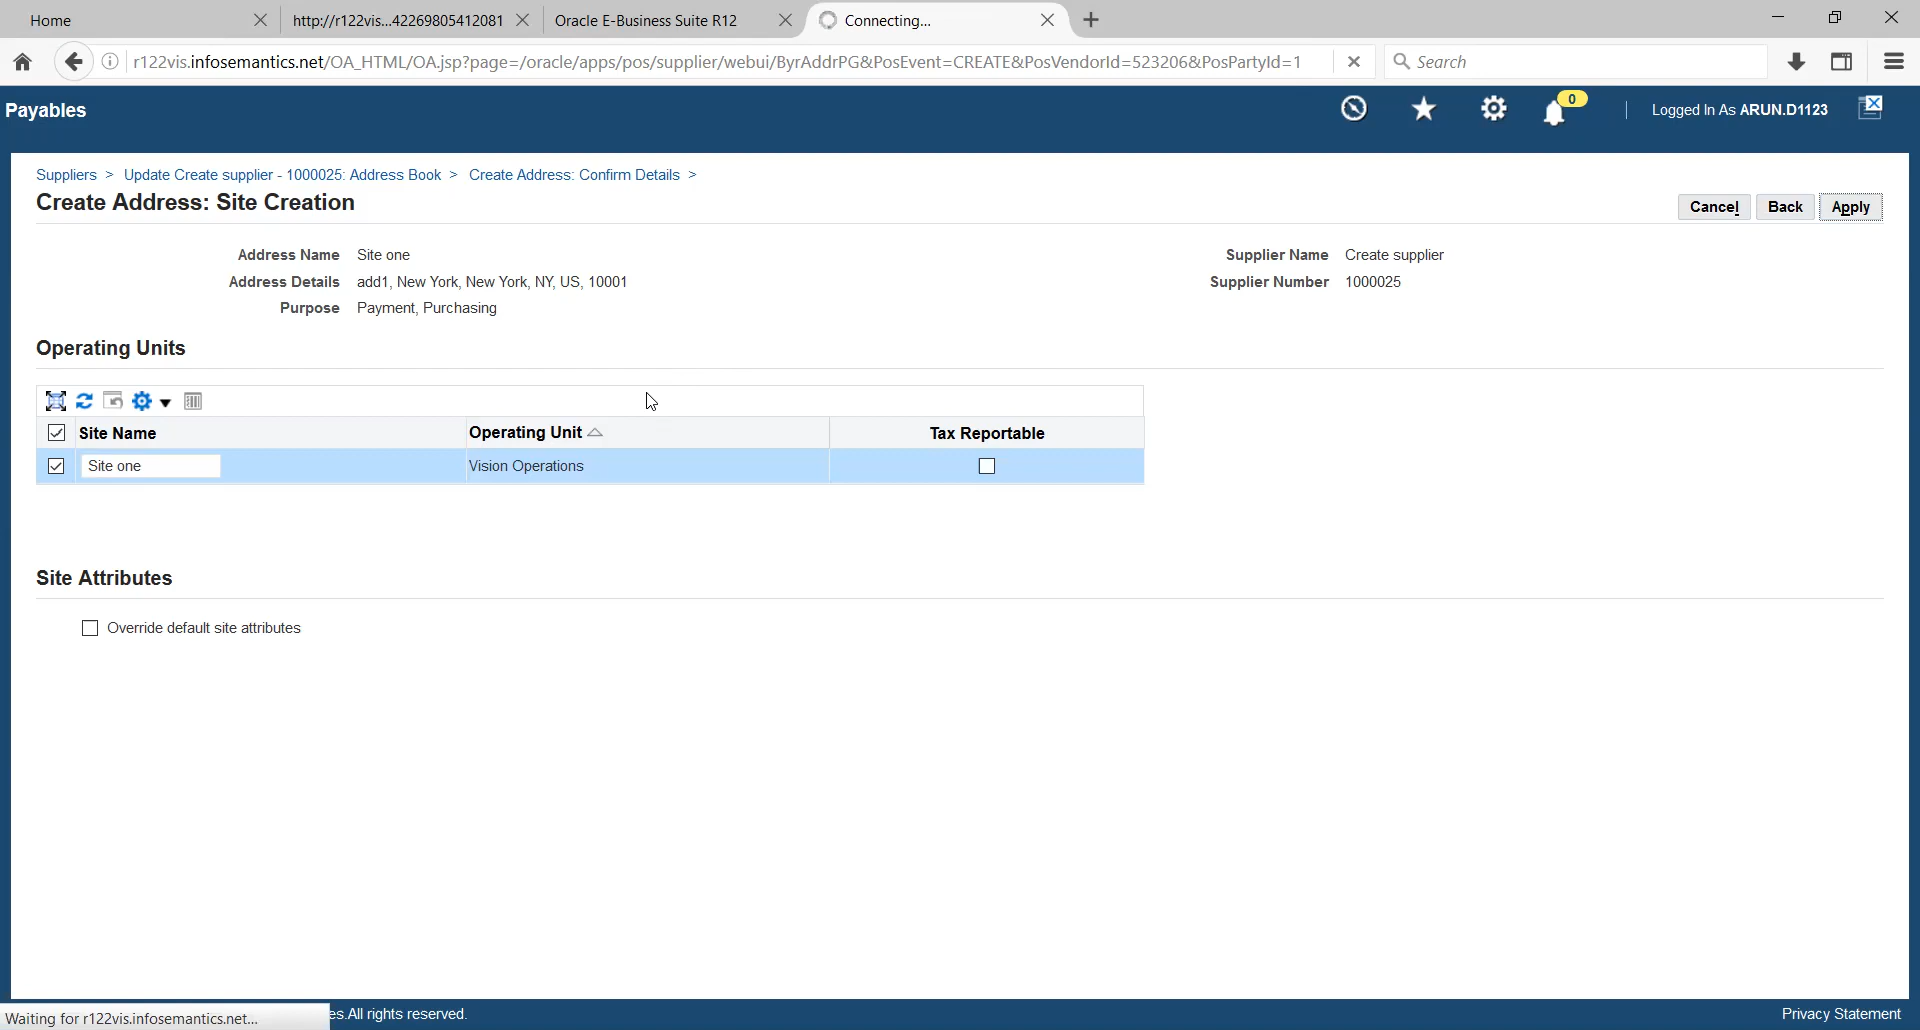 Home
http://r122vis...42269805412081
Oracle E-Business Suite R12
Connecting...
r122vis.infosemantics.net/OA_HTML/OA.jsp?page=/oracle/apps/pos/supplier/webui/ByrAddrPG&PosEvent=CREATE&PosVendorId=523206&PosPartyId=1
Search
Payables
0
Logged In As ARUN.D1123
Suppliers > Update Create supplier - 1000025: Address Book > Create Address: Confirm Details >
Create Address: Site Creation
Cancel
Back
Apply
Address Name Site one
Supplier Name Create supplier
Address Details add1, New York, New York, NY, US, 10001
Supplier Number 1000025
Purpose Payment, Purchasing
Operating Units
Site Name
Operating Unit
Tax Reportable
Site one
Vision Operations
Site Attributes
Override default site attributes
Waiting for r122vis.infosemantics.net...
es.All rights reserved.
Privacy Statement